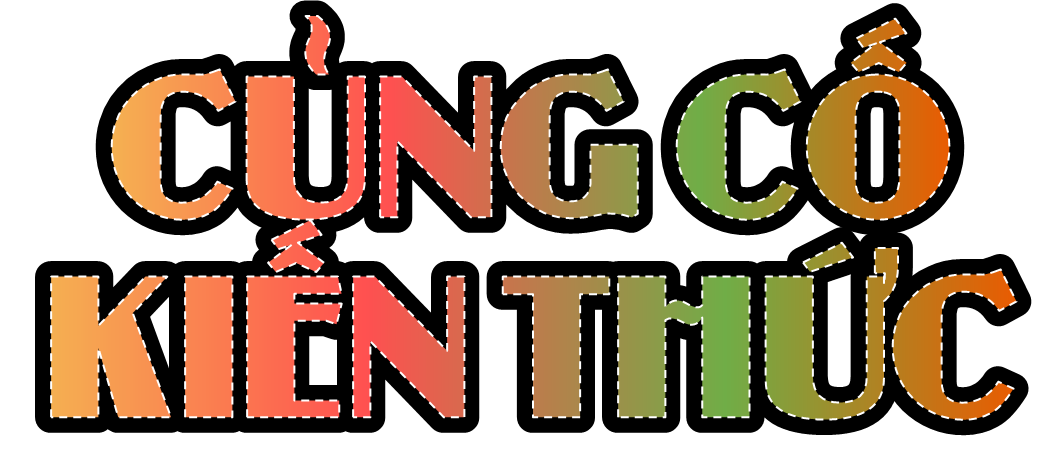 CỦNG CỐ
KIẾN THỨC